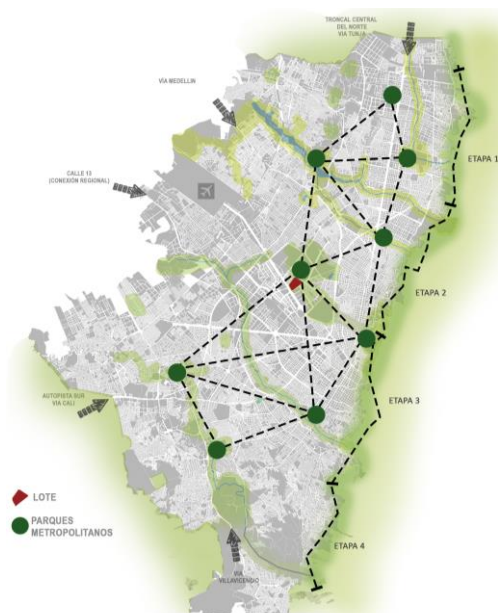 TRONCAL CENTRAL
DEL NORTE
VIA TUNJA
VIA MEDELLIN
CALLE 13
(CONEXIÓN REGIONAL)
ETAPA 1
ETAPA 2
ETAPA 3
AUTOPISTA SUR
VIA CALI
LOTE
PARQUES
METROPOLITANOS
ETAPA 4
VIA
VILLAVICENCIO